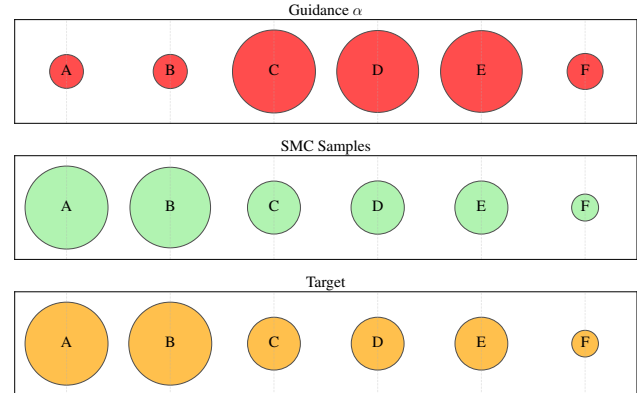 Guidance α
A B C D E F
SMC Samples
A B C D E F
Target
A B C D E F